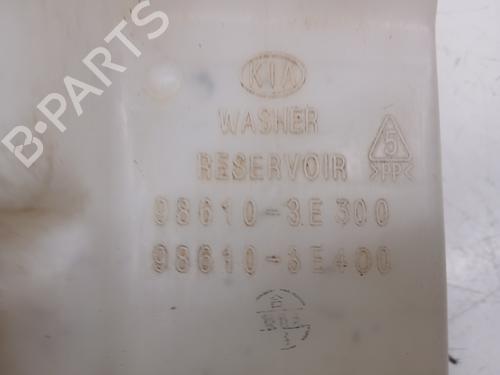 B-PARTS
KIA
WASHER
RESERVOIR
5
>PP<
98610-3E300
98610-3E400